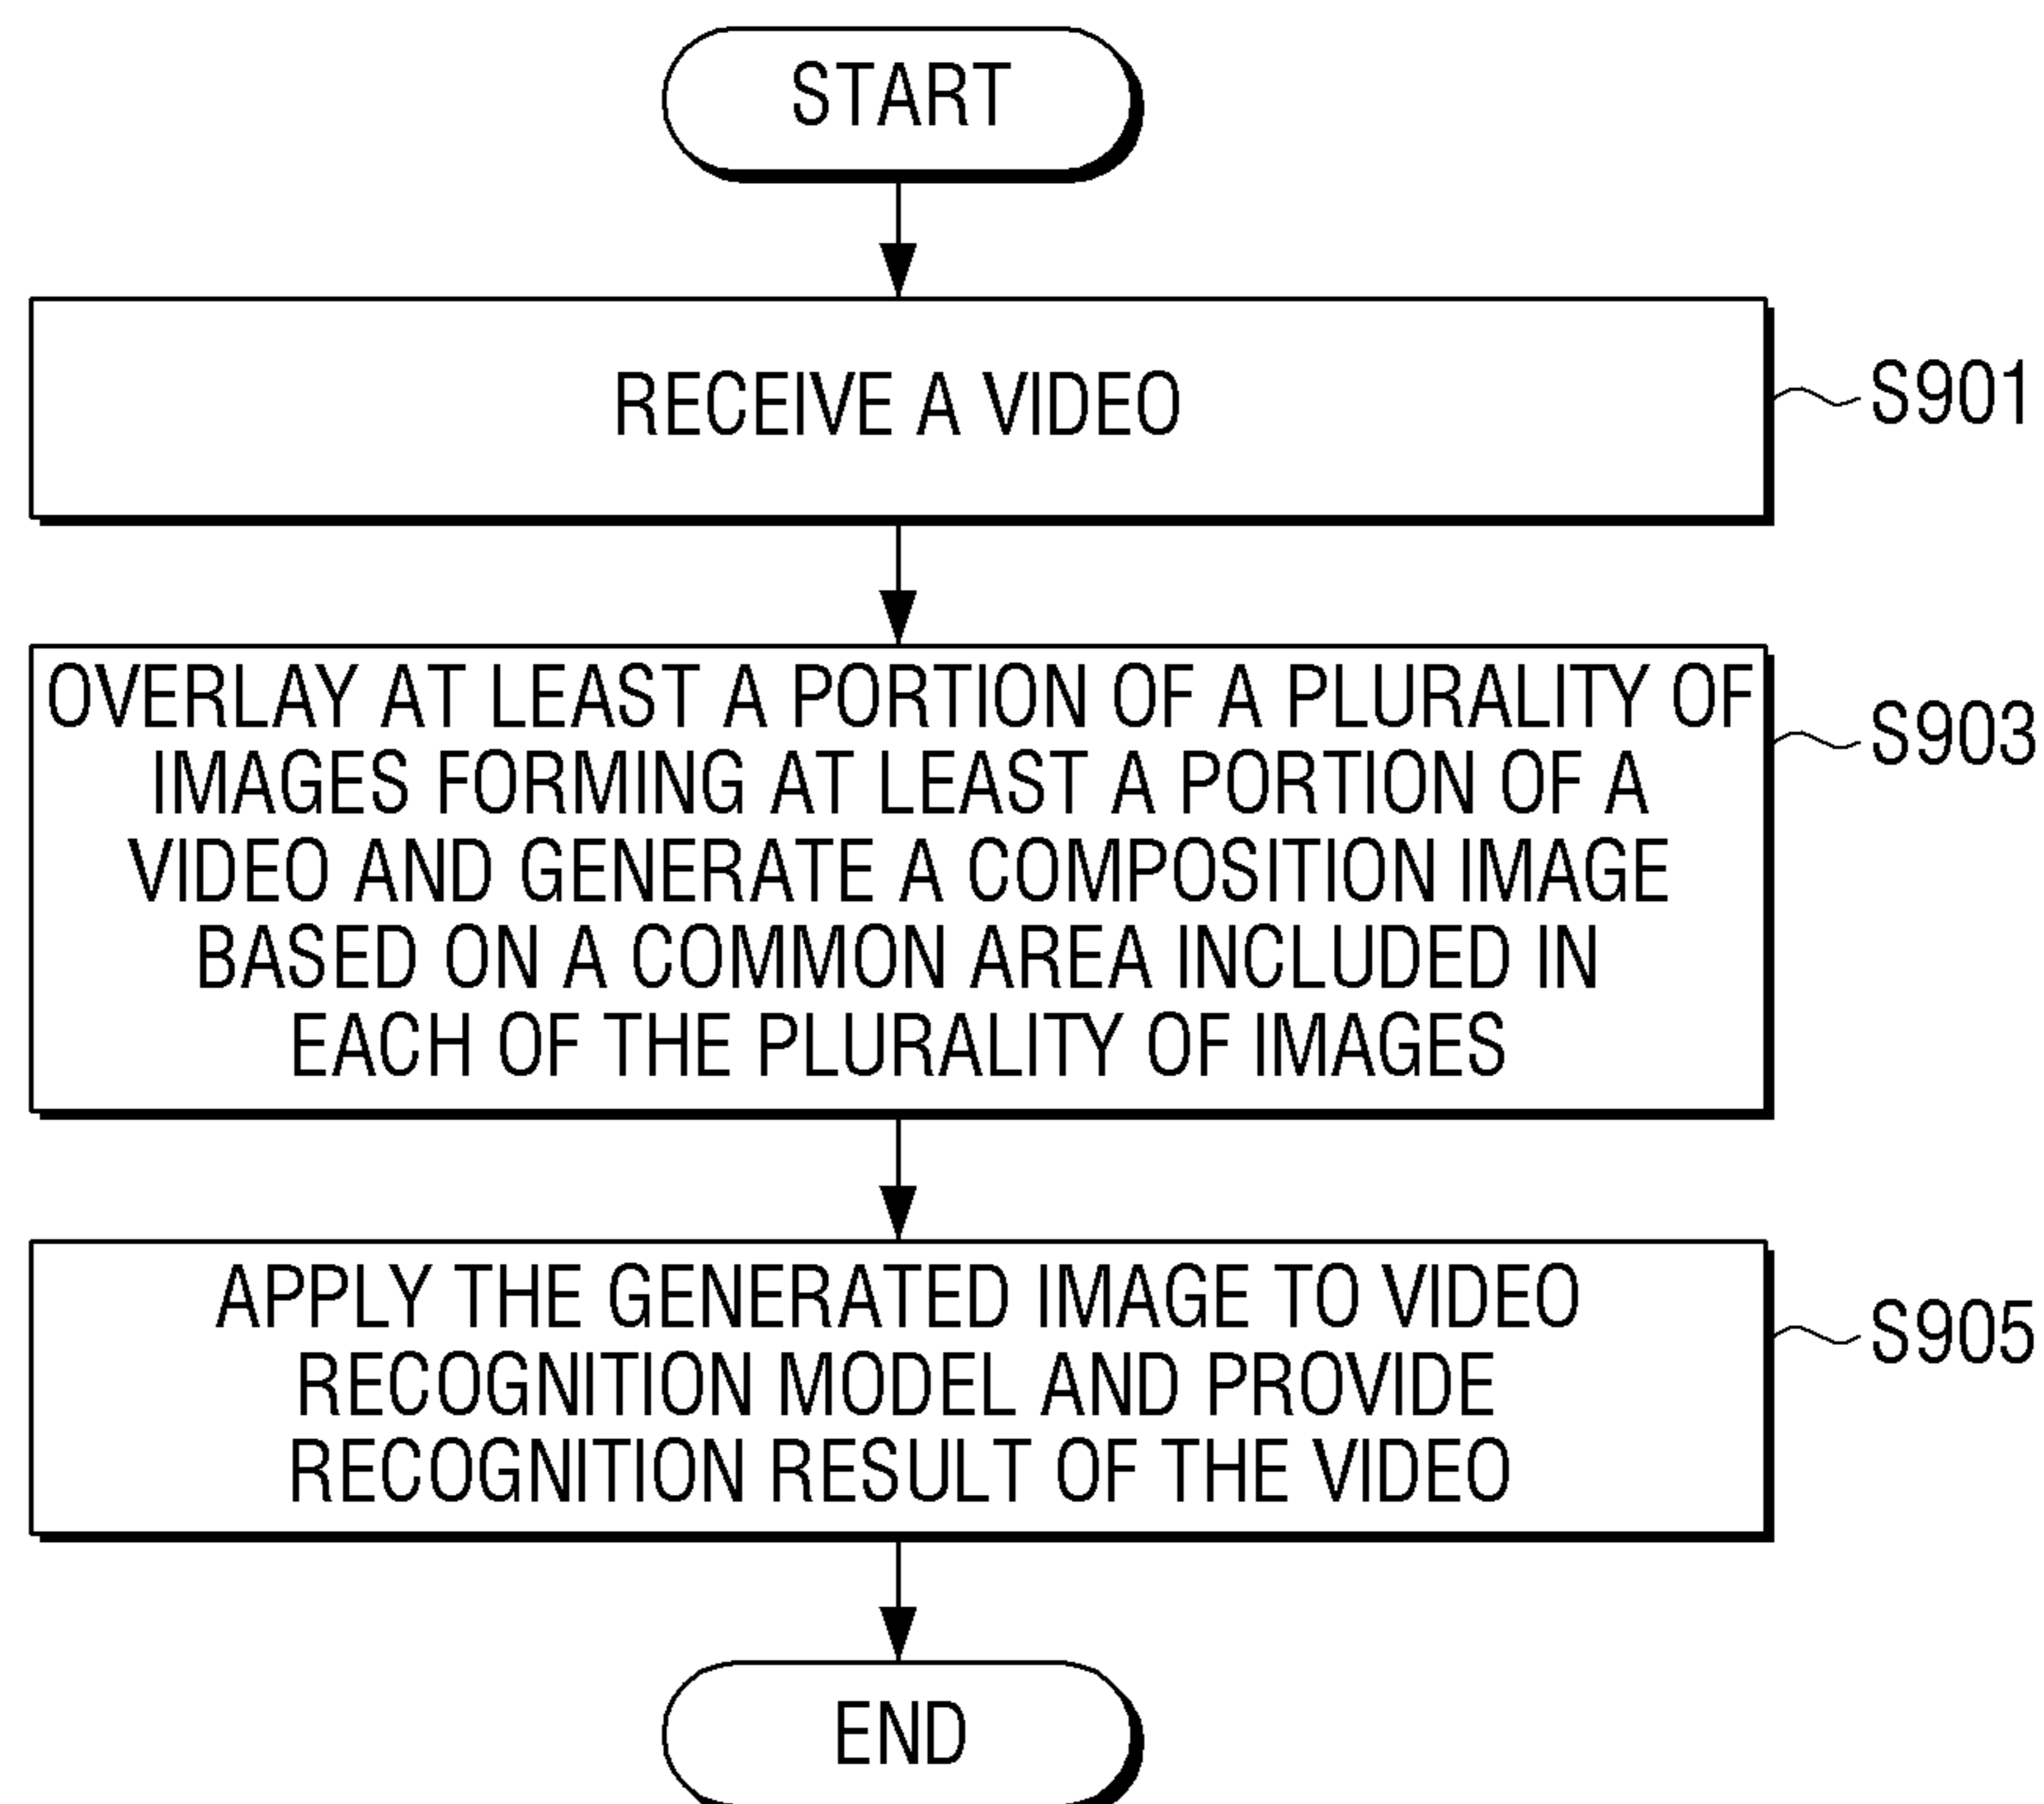 START
RECEIVE A VIDEO
S901
OVERLAY AT LEAST A PORTION OF A PLURALITY OF
IMAGES FORMING AT LEAST A PORTION OF A
VIDEO AND GENERATE A COMPOSITION IMAGE
BASED ON A COMMON AREA INCLUDED IN
EACH OF THE PLURALITY OF IMAGES
S903
APPLY THE GENERATED IMAGE TO VIDEO
RECOGNITION MODEL AND PROVIDE
RECOGNITION RESULT OF THE VIDEO
S905
END